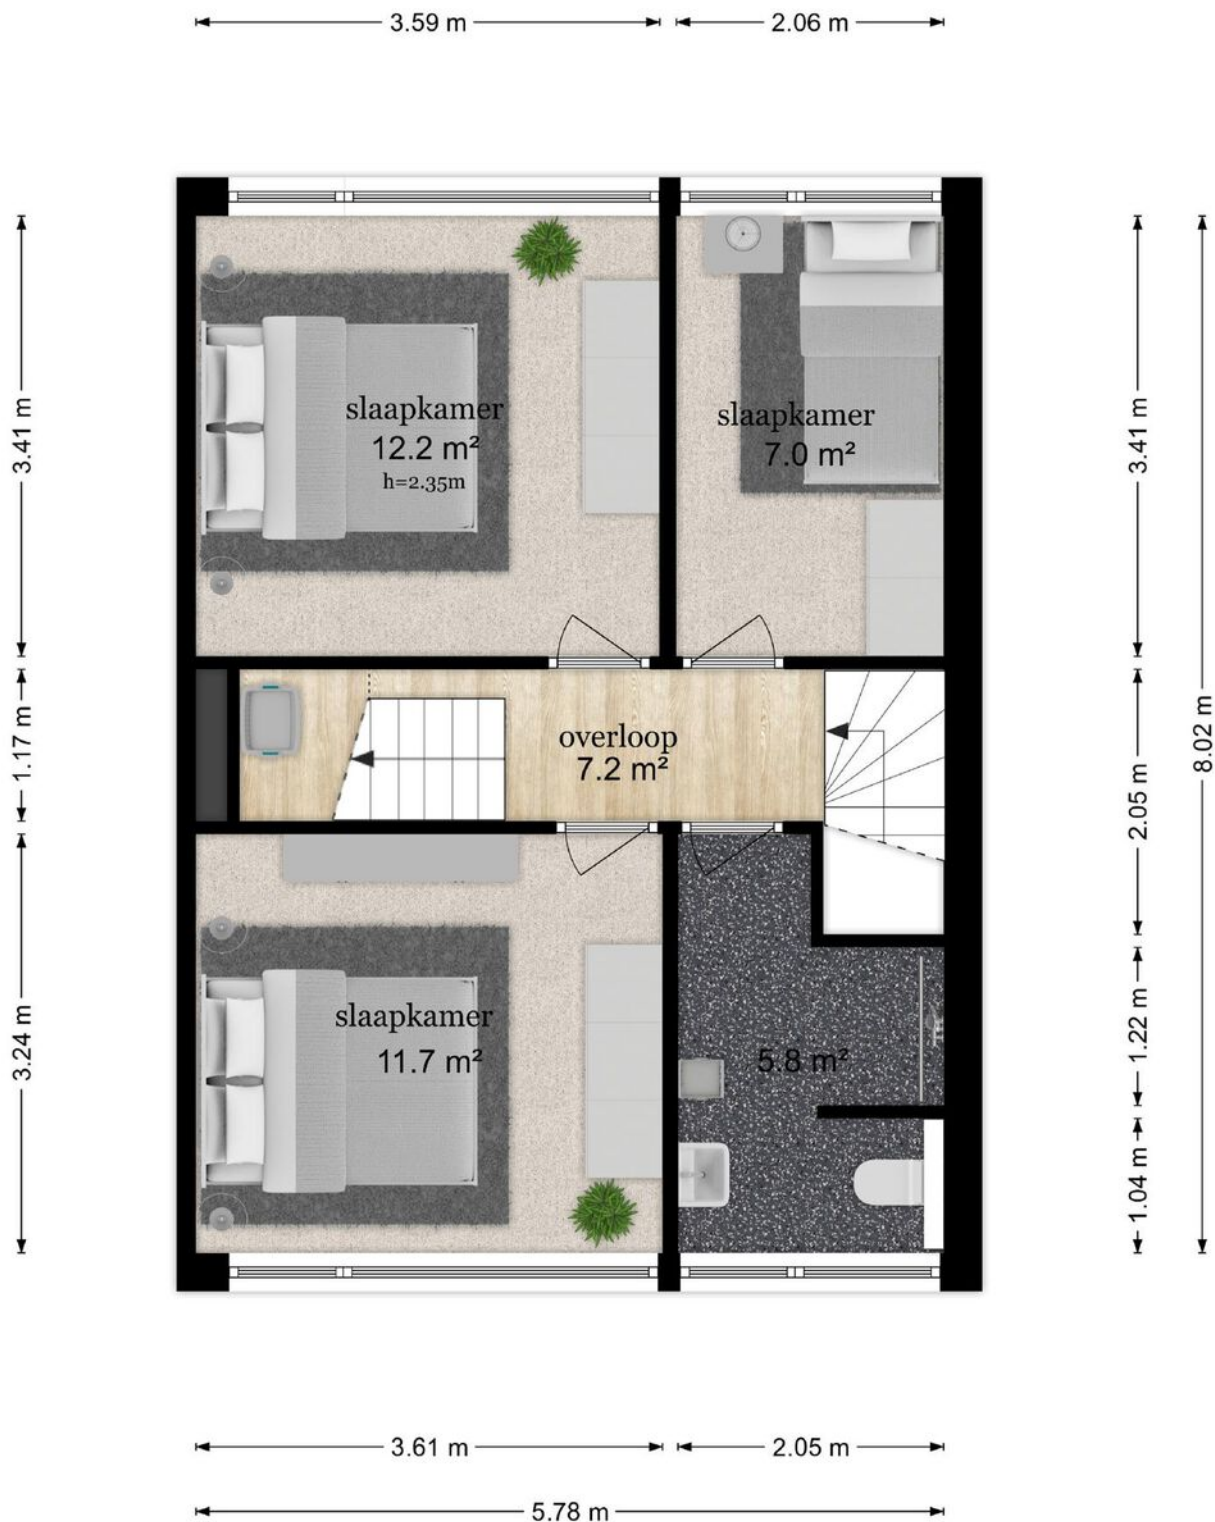 3.59 m
2.06 m
3.41 m
slaapkamer
12.2 m²
h=2.35m
slaapkamer
7.0 m²
3.41 m
8.02 m
1.17 m
overloop
7.2 m²
2.05 m
3.24 m
slaapkamer
11.7 m²
5.8 m²
1.22 m
1.04 m
3.61 m
2.05 m
5.78 m